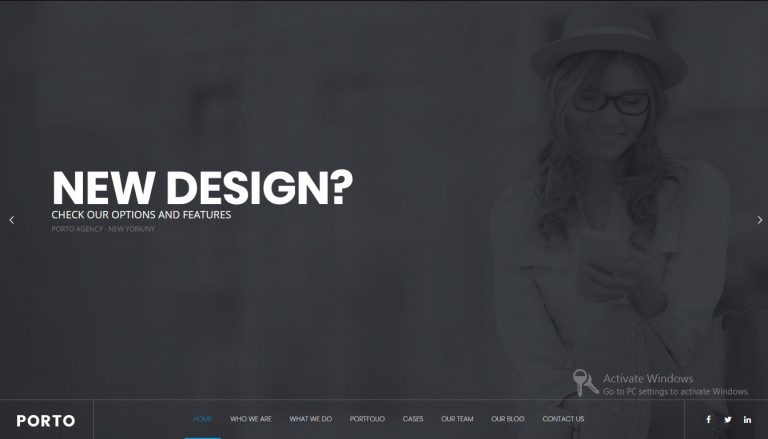 NEW DESIGN?
CHECK OUR OPTIONS AND FEATURES
PORTO AGENCY - NEW YORK/NY
Activate Windows
Go to PC settings to activate Windows.
PORTO
HOME WHO WE ARE WHAT WE DO PORTFOLIO CASES OUR TEAM OUR BLOG CONTACT US